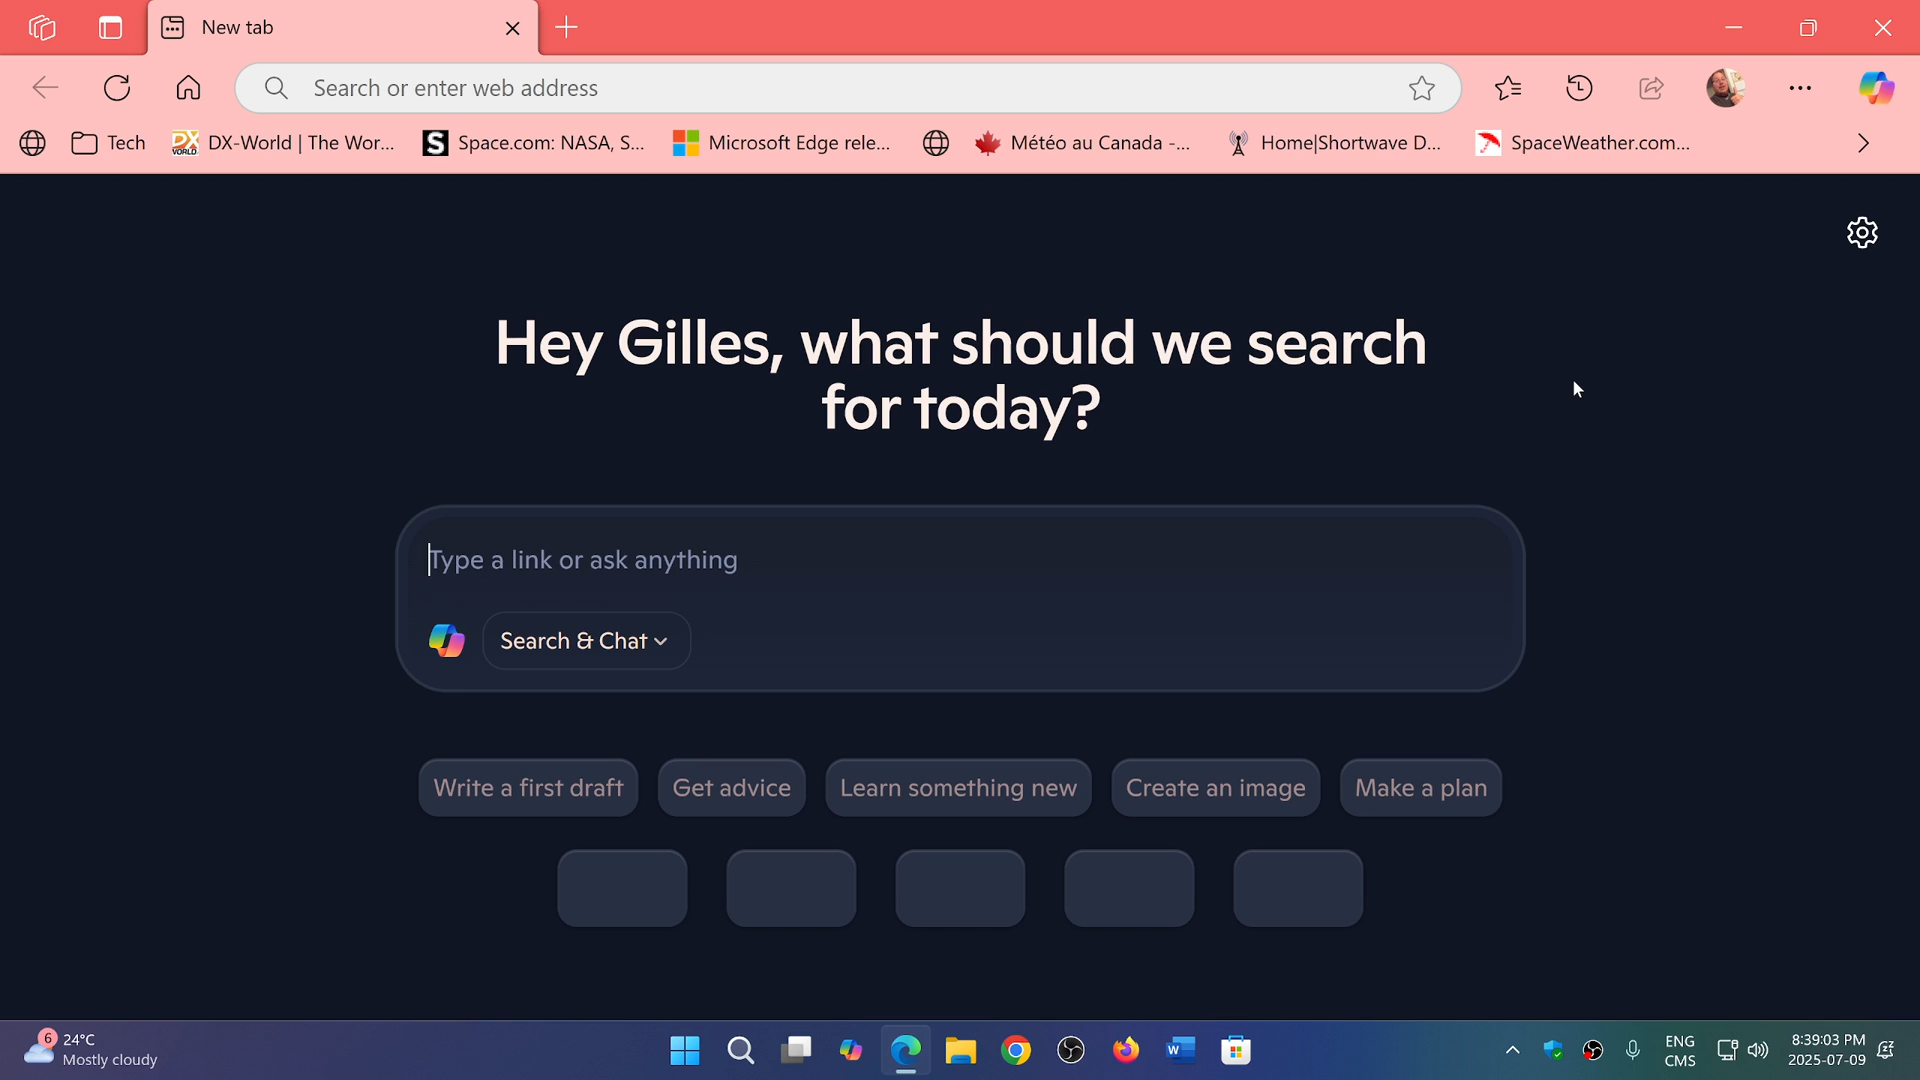 New tab
Search or enter web address
Tech
DX-World | The Wor...
S Space.com: NASA, S...
Microsoft Edge rele...
Météo au Canada -...
Home|Shortwave D...
SpaceWeather.com...
Hey Gilles, what should we search
for today?
Type a link or ask anything
Search & Chat
Write a first draft
Get advice
Learn something new
Create an image
Make a plan
6
24°C
Mostly cloudy
W
ENG
CMS
8:39:03 PM
2025-07-09